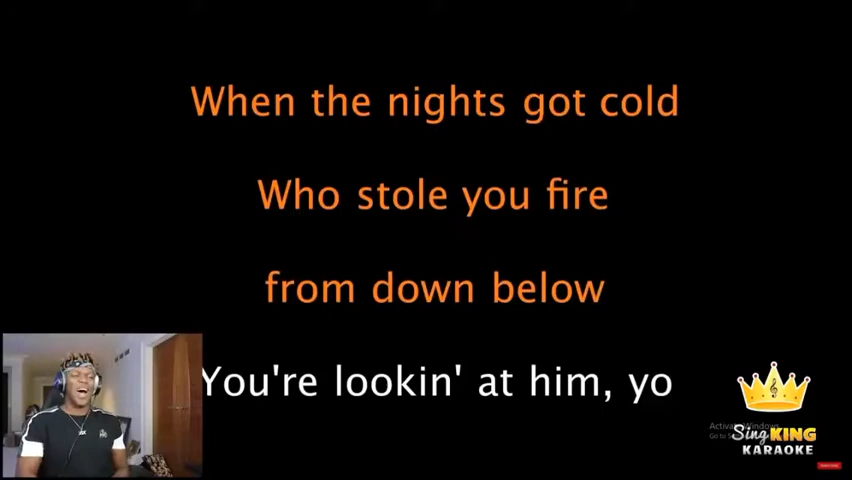 When the nights got cold
Who stole you fire
from down below
You're lookin' at him, yo
Sing KING
KARAOKE